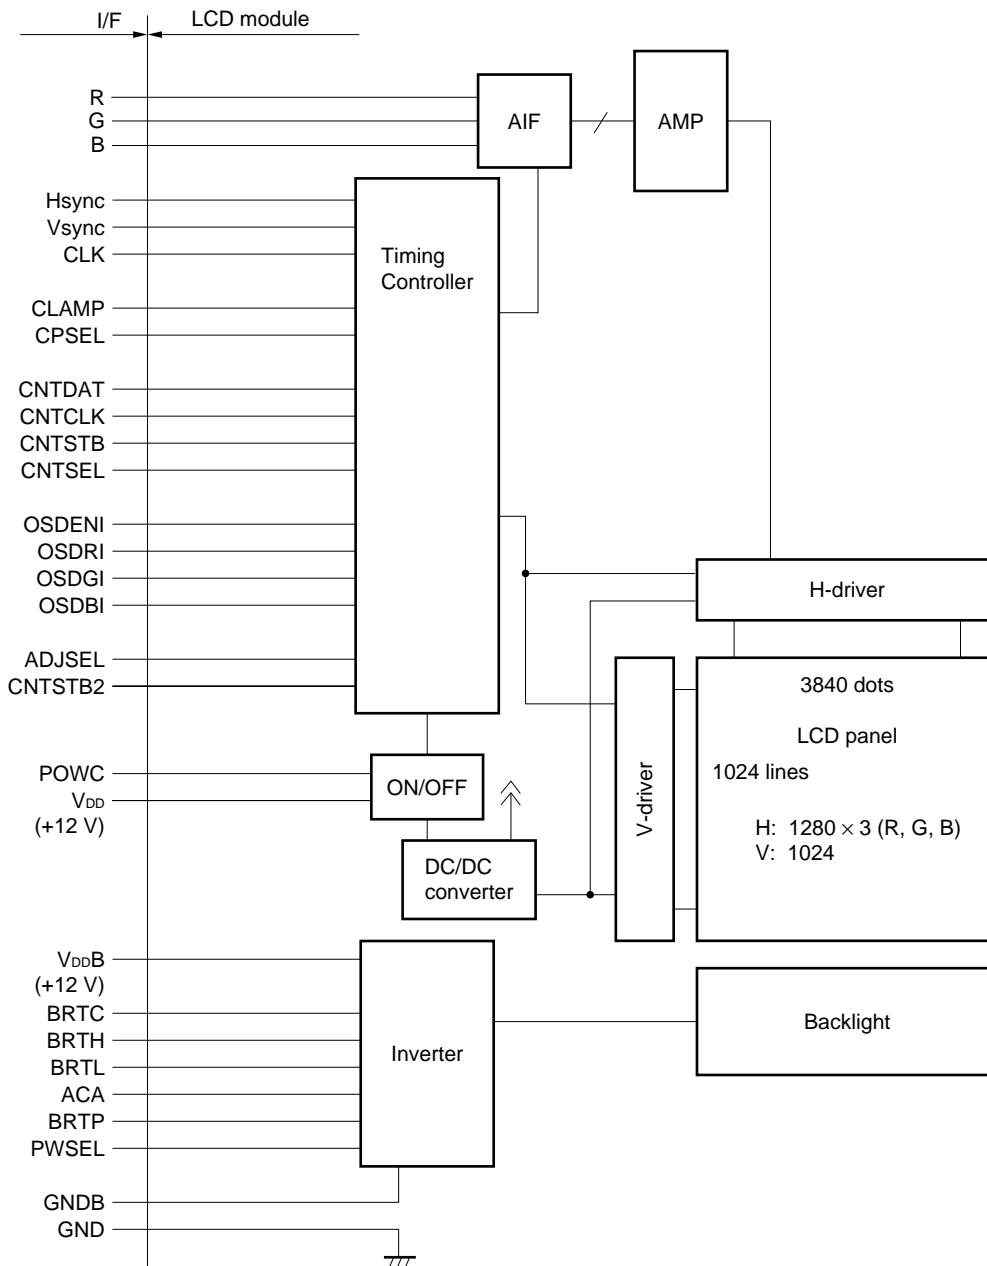 I/F
LCD module
R
G
B
AIF
AMP
Hsync
Vsync
CLK
Timing
Controller
CLAMP
CPSEL
CNTDAT
CNTCLK
CNTSTB
CNTSEL
OSDENI
OSDRI
OSDGI
OSDBI
H-driver
ADJSEL
CNTSTB2
3840 dots
LCD panel
1024 lines
H: 1280 × 3 (R, G, B)
V: 1024
V-driver
POWC
VDD
(+12 V)
ON/OFF
DC/DC
converter
VDDB
(+12 V)
BRTC
BRTH
BRTL
ACA
BRTP
PWSEL
Inverter
Backlight
GNDB
GND